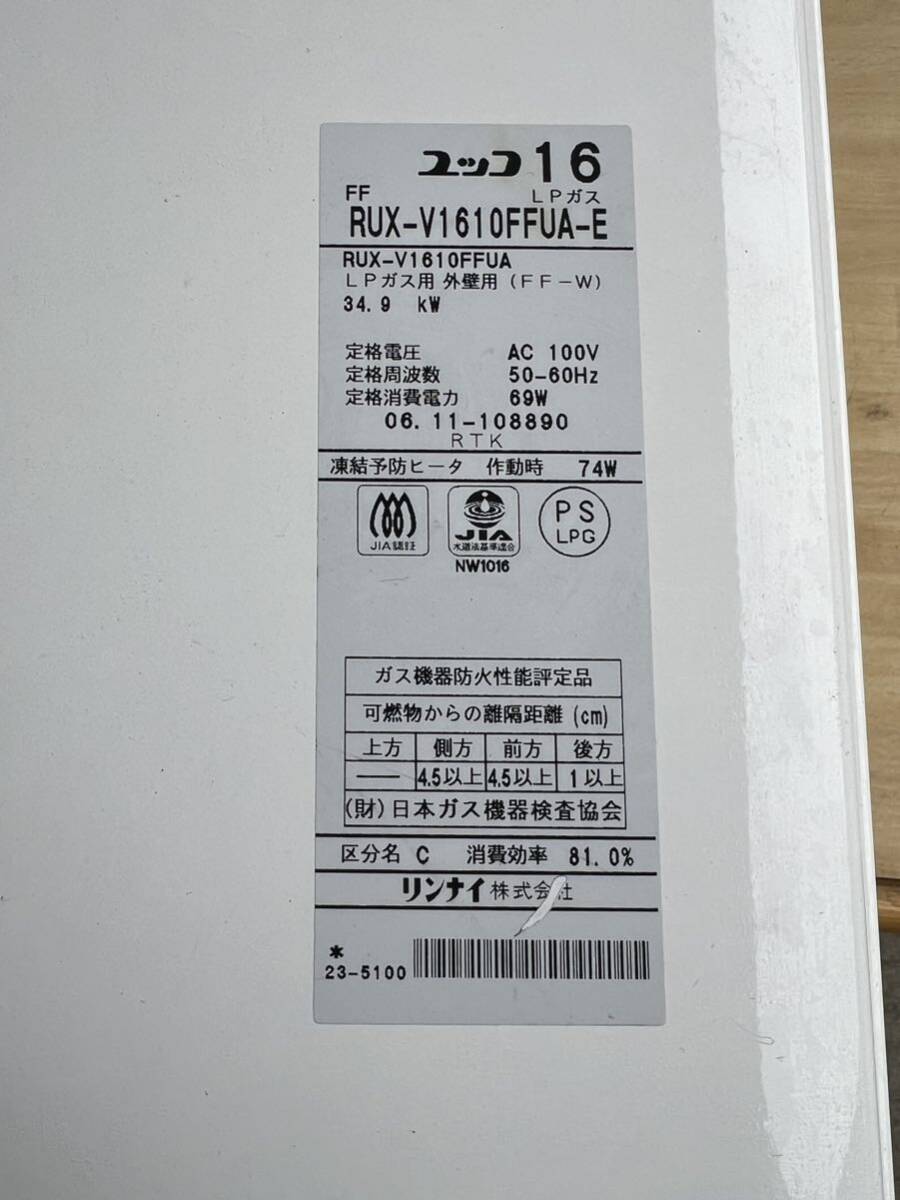 ユッコ16
FF LPガス
RUX-V1610FFUA-E
RUX-V1610FFUA
LPガス用 外壁用 (FF-W)
34.9 kW
定格電圧 AC 100V
定格周波数 50-60Hz
定格消費電力 69W
06.11-108890
RTK
凍結予防ヒータ 作動時 74W
JIA認証
JIA
水道法基準適合
NW1016
PS
LPG
ガス機器防火性能評定品
可燃物からの離隔距離 (cm)
上方 側方 前方 後方
― 4.5以上 4.5以上 1以上
(財)日本ガス機器検査協会
区分名 C 消費効率 81.0%
リンナイ株式会社
*
23-5100